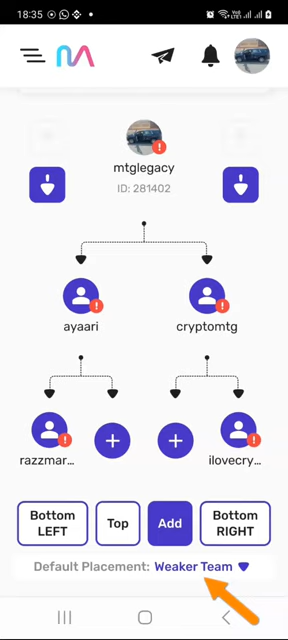 18:35
mtglegacy
ID: 281402
ayaari
cryptomtg
razzmar...
ilovecry...
Bottom
LEFT
Top
Add
Bottom
RIGHT
Default Placement: Weaker Team